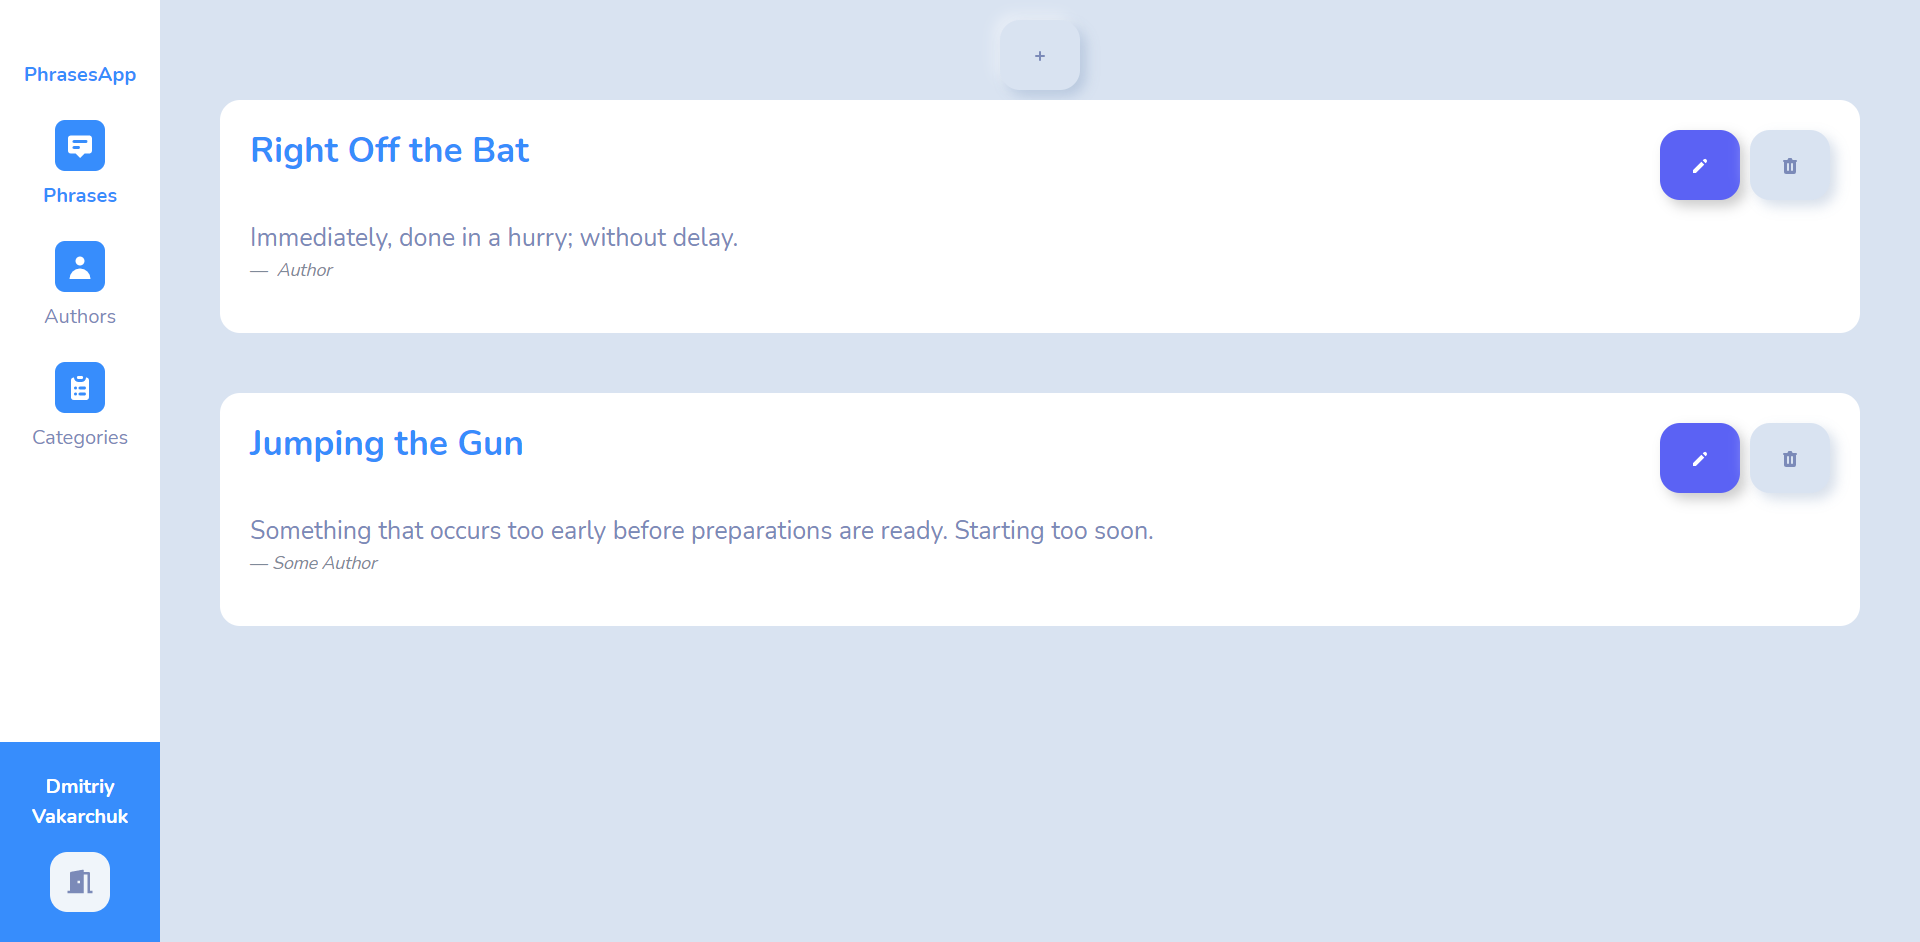 PhrasesApp
Phrases
Authors
Categories
Dmitriy
Vakarchuk
+
Right Off the Bat
Immediately, done in a hurry; without delay.
— Author
Jumping the Gun
Something that occurs too early before preparations are ready. Starting too soon.
— Some Author